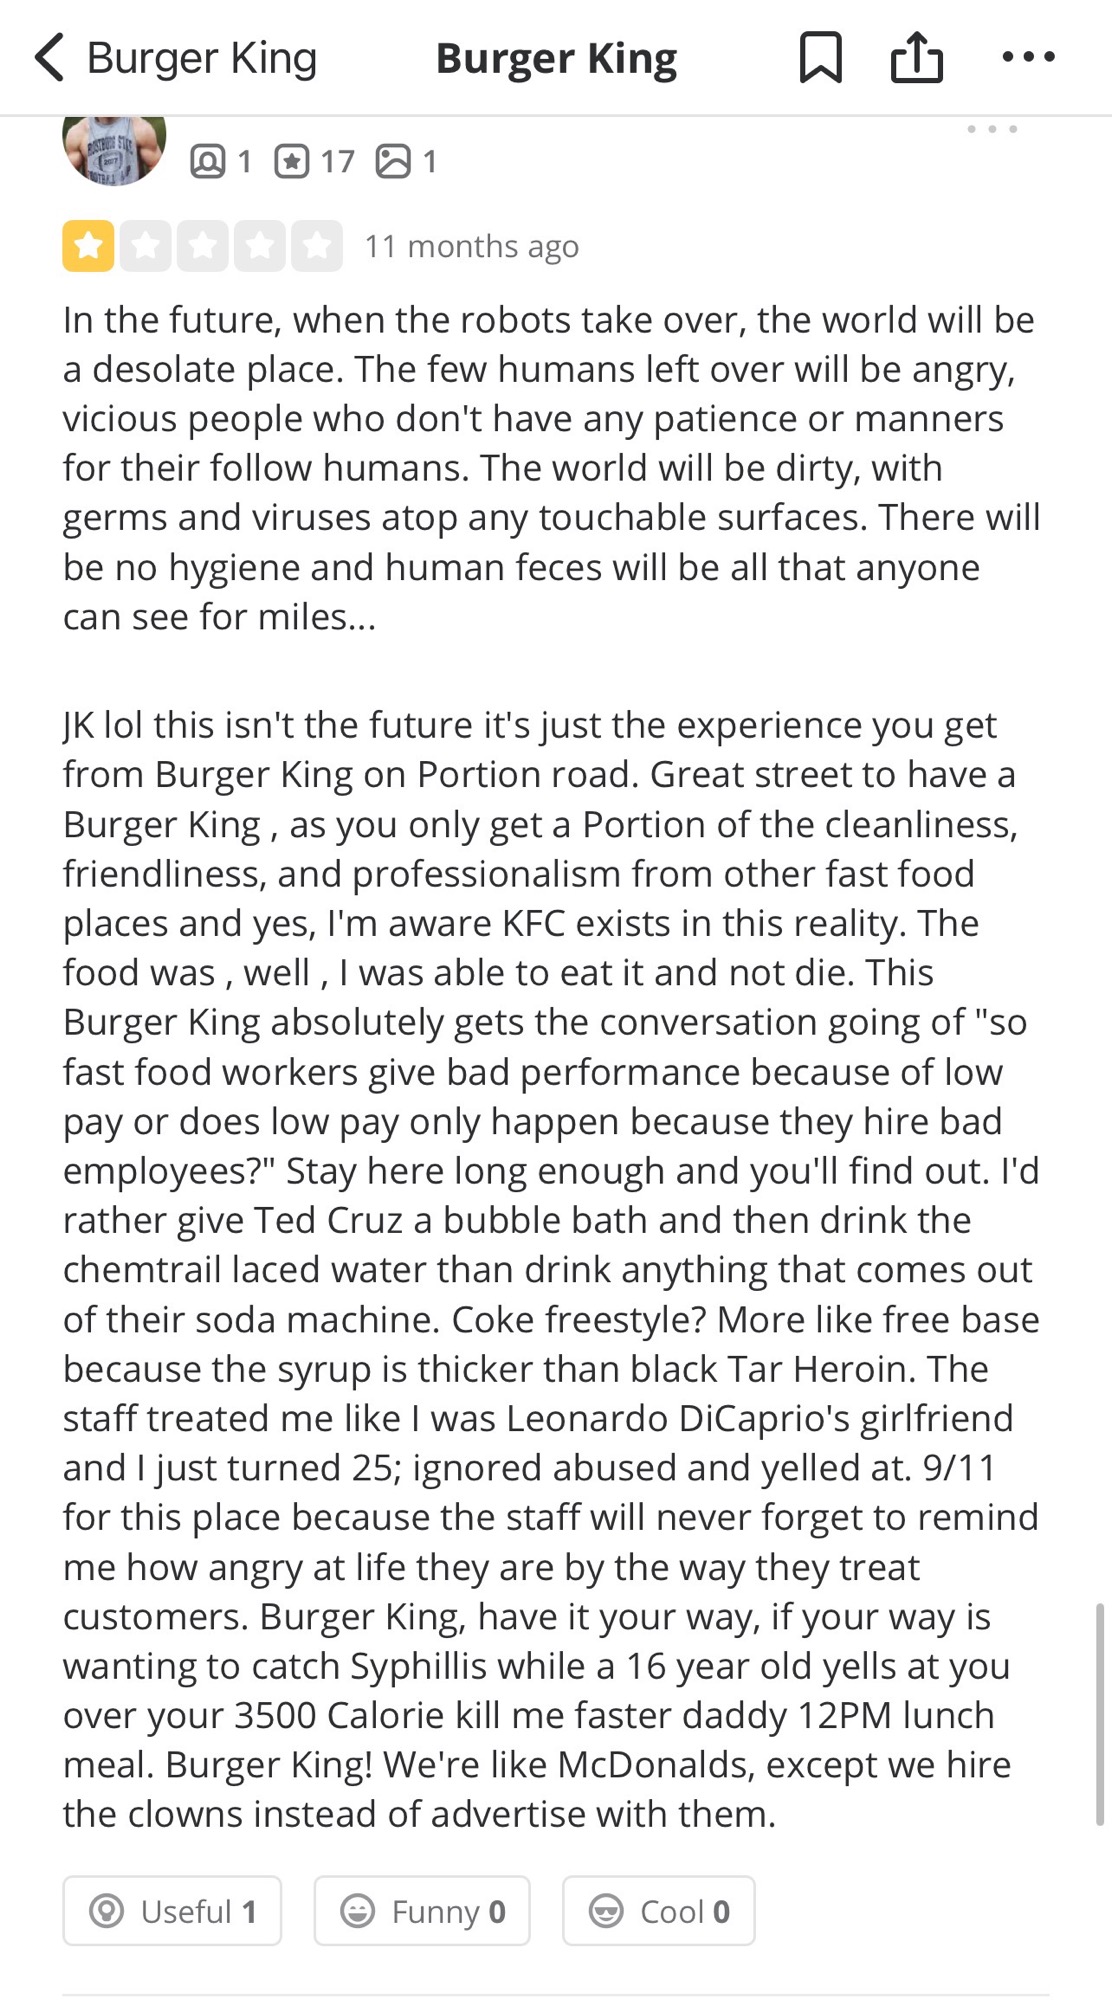 Burger King
Burger King
1 17 1
11 months ago
In the future, when the robots take over, the world will be
a desolate place. The few humans left over will be angry,
vicious people who don't have any patience or manners
for their follow humans. The world will be dirty, with
germs and viruses atop any touchable surfaces. There will
be no hygiene and human feces will be all that anyone
can see for miles...
JK lol this isn't the future it's just the experience you get
from Burger King on Portion road. Great street to have a
Burger King , as you only get a Portion of the cleanliness,
friendliness, and professionalism from other fast food
places and yes, I'm aware KFC exists in this reality. The
food was , well , I was able to eat it and not die. This
Burger King absolutely gets the conversation going of "so
fast food workers give bad performance because of low
pay or does low pay only happen because they hire bad
employees?" Stay here long enough and you'll find out. I'd
rather give Ted Cruz a bubble bath and then drink the
chemtrail laced water than drink anything that comes out
of their soda machine. Coke freestyle? More like free base
because the syrup is thicker than black Tar Heroin. The
staff treated me like I was Leonardo DiCaprio's girlfriend
and I just turned 25; ignored abused and yelled at. 9/11
for this place because the staff will never forget to remind
me how angry at life they are by the way they treat
customers. Burger King, have it your way, if your way is
wanting to catch Syphillis while a 16 year old yells at you
over your 3500 Calorie kill me faster daddy 12PM lunch
meal. Burger King! We're like McDonalds, except we hire
the clowns instead of advertise with them.
Useful 1 Funny 0 Cool 0